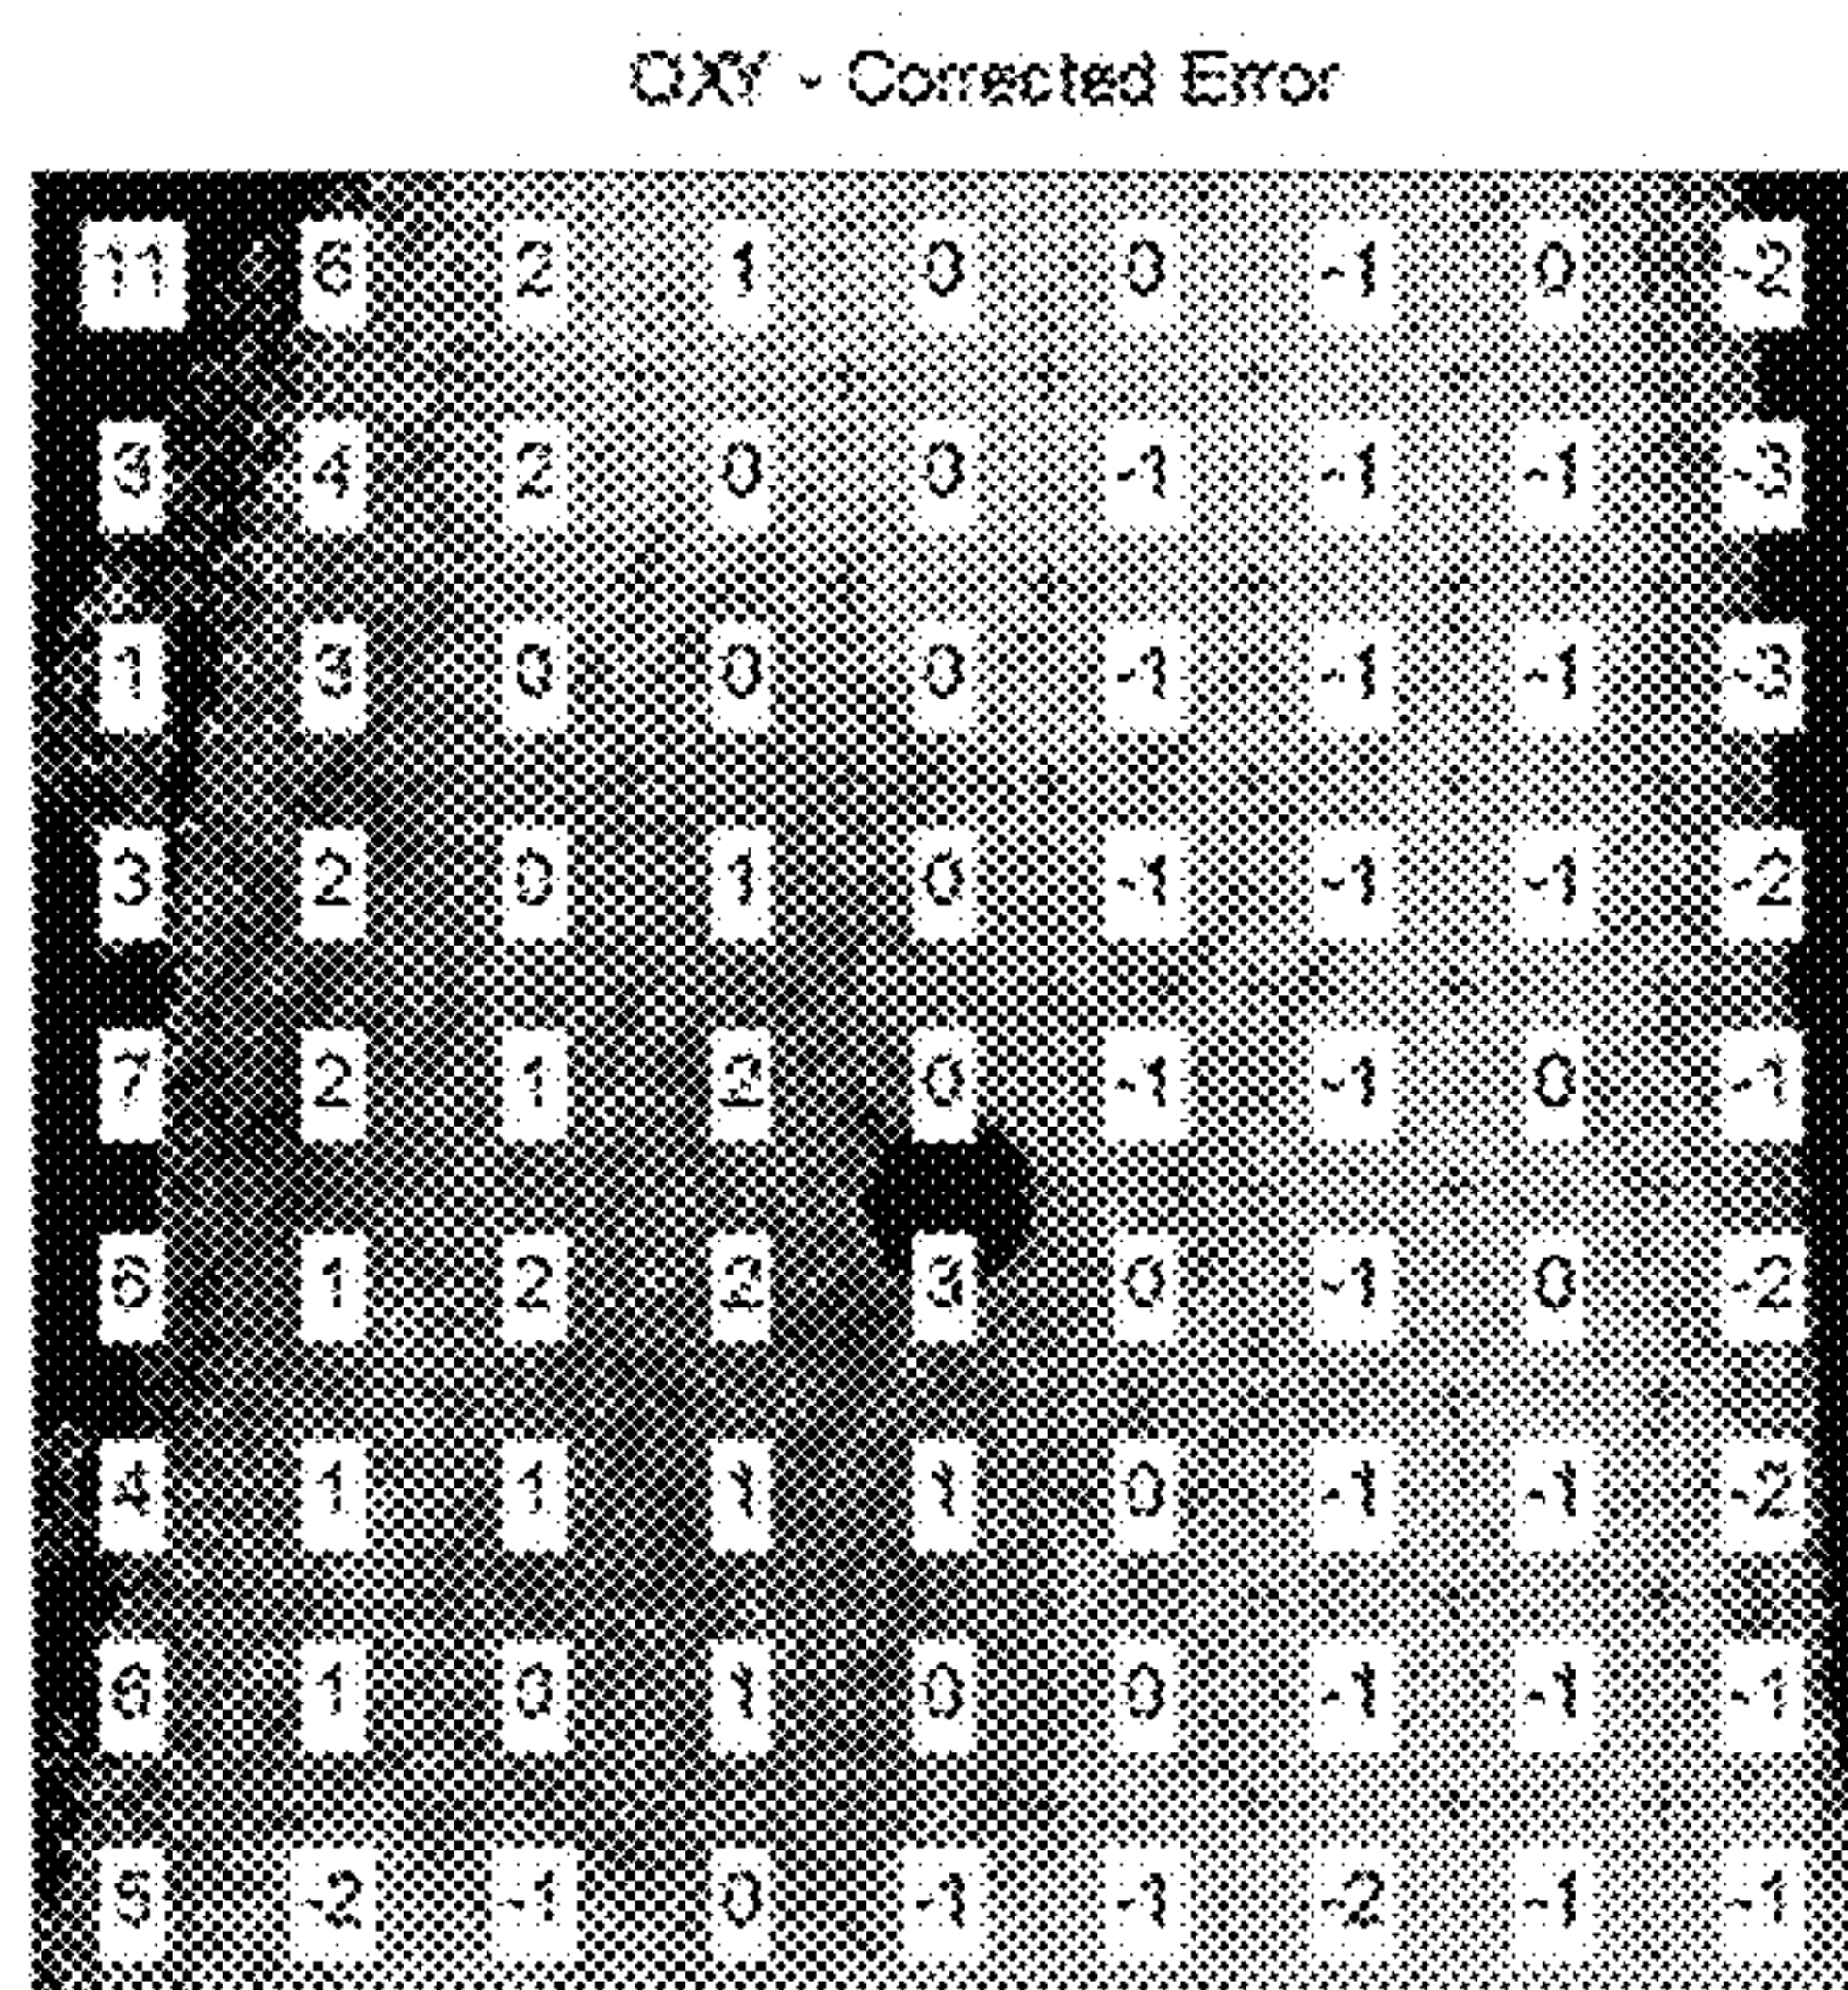 OXY - Corrected Error
11 6 2 1 0 0 -1 0 -2
3 4 2 0 0 -1 -1 -1 -3
1 3 0 0 0 -1 -1 -1 -3
3 2 0 1 0 -1 -1 -1 -2
7 2 1 2 0 -1 -1 0 -1
6 1 2 2 3 0 -1 0 -2
4 1 1 1 1 0 -1 -1 -2
6 1 0 1 0 0 -1 -1 -1
5 -2 -1 0 -1 -1 -2 -1 -1